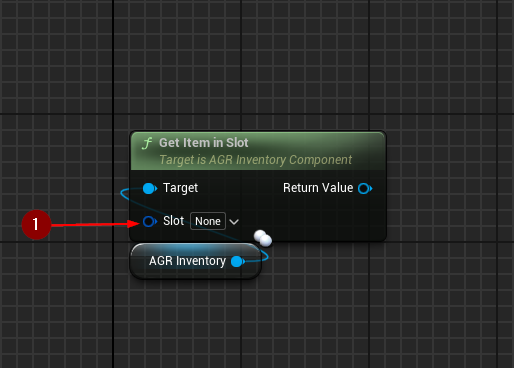 f Get Item in Slot
Target is AGR Inventory Component
Target Return Value
1 Slot None
AGR Inventory